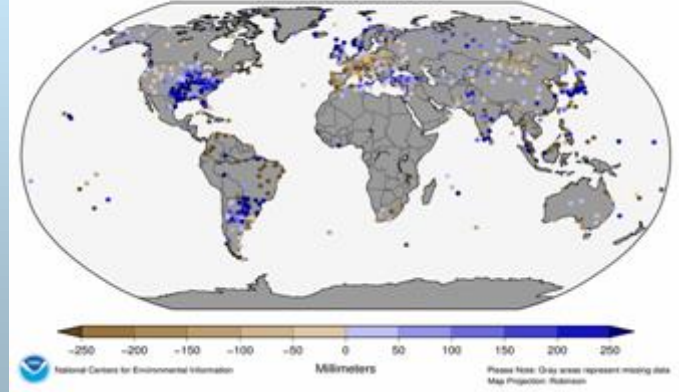 -250 -200 -150 -100 -50 0 50 100 150 200 250
National Centers for Environmental Information
Millimeters
Please Note: Gray areas represent missing data
Map Projection: Robinson